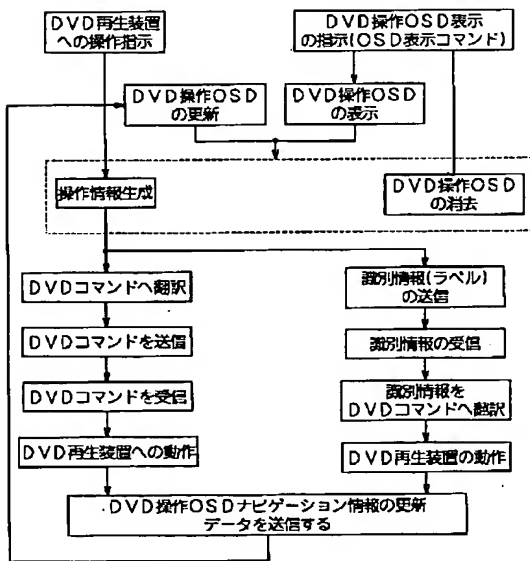 DVD再生装置
への操作指示
DVD操作OSD表示
の指示(OSD表示コマンド)
DVD操作OSD
の更新
DVD操作OSD
の表示
操作情報生成
DVD操作OSD
の消去
DVDコマンドへ翻訳
識別情報(ラベル)
の送信
DVDコマンドを送信
識別情報の受信
DVDコマンドを受信
識別情報を
DVDコマンドへ翻訳
DVD再生装置への動作
DVD再生装置の動作
DVD操作OSDナビゲーション情報の更新
データを送信する